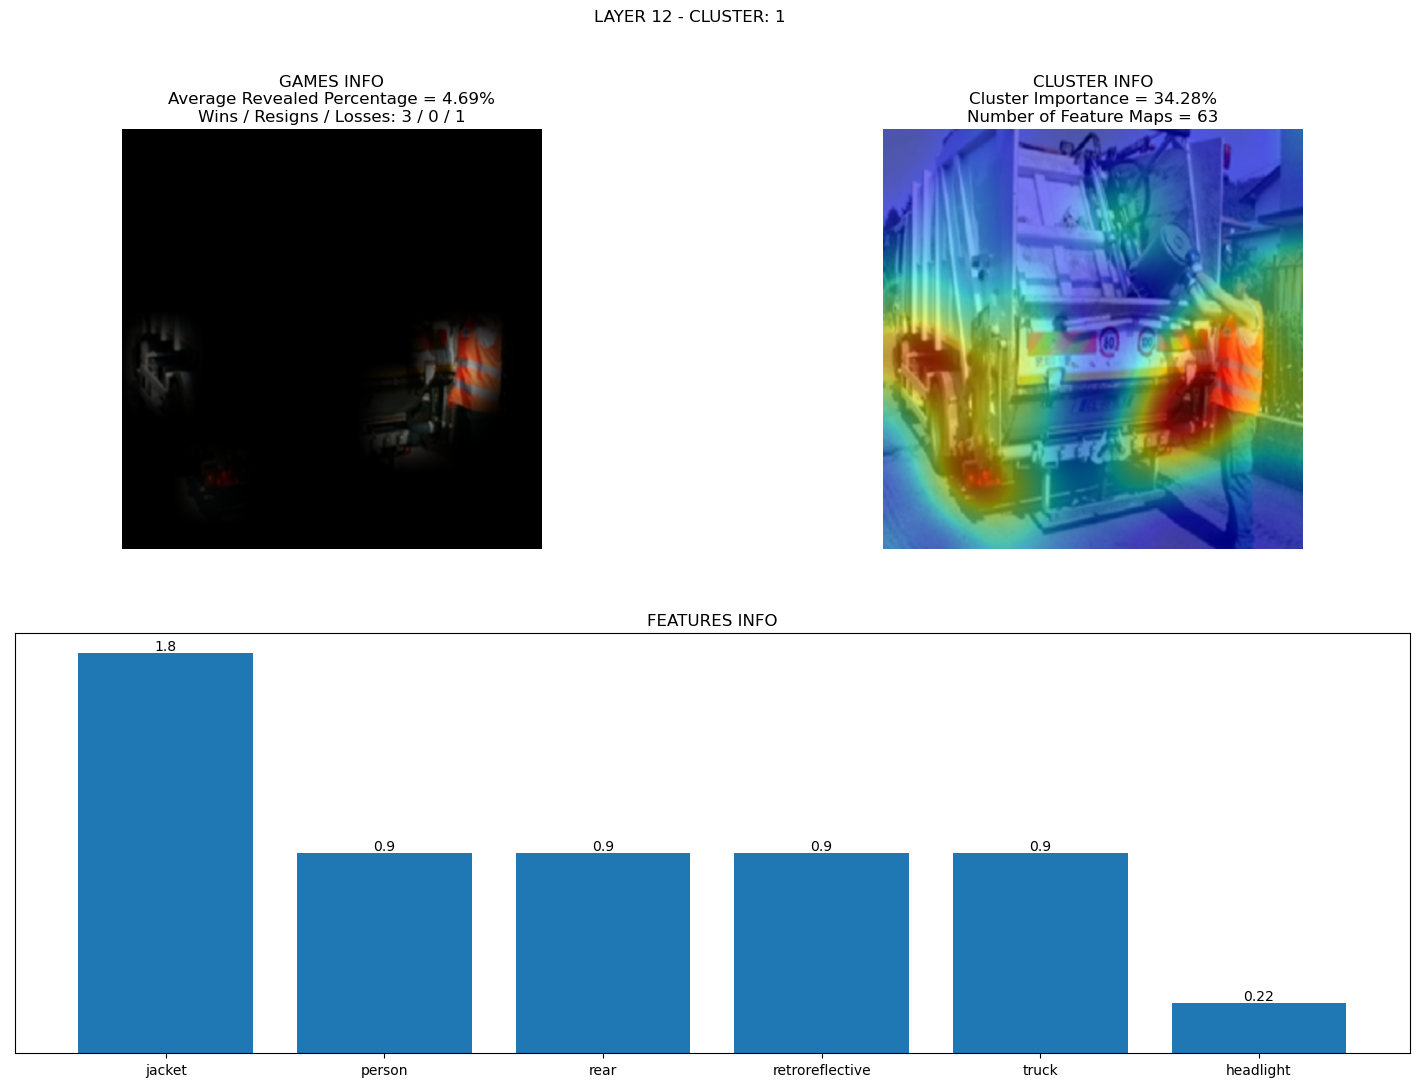 LAYER 12 - CLUSTER: 1
GAMES INFO
Average Revealed Percentage = 4.69%
Wins / Resigns / Losses: 3 / 0 / 1
CLUSTER INFO
Cluster Importance = 34.28%
Number of Feature Maps = 63
FEATURES INFO
1.8
0.9
0.9
0.9
0.9
0.22
jacket
person
rear
retroreflective
truck
headlight